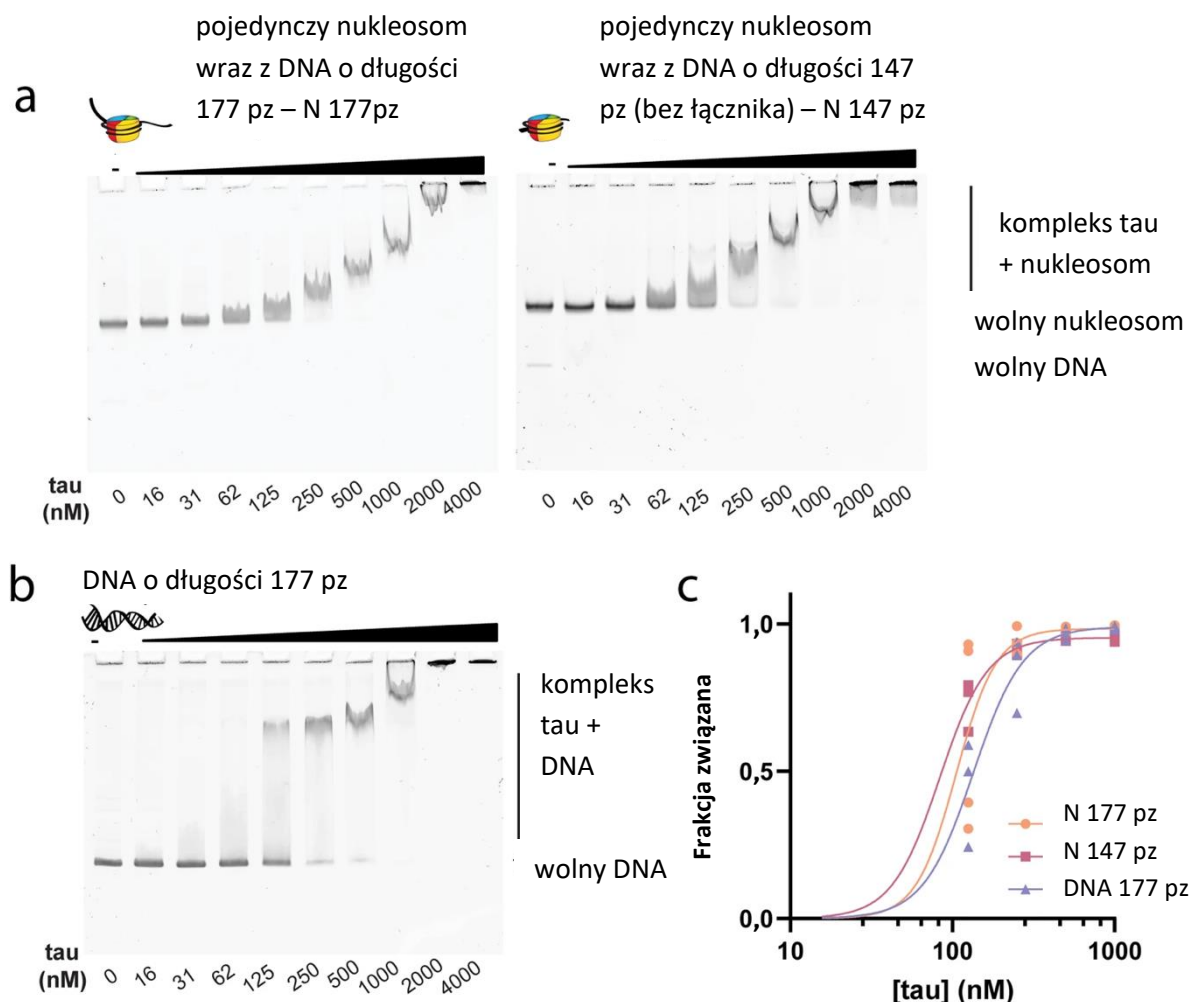 pojedynczy nukleosom
wraz z DNA o długości
177 pz – N 177pz
pojedynczy nukleosom
wraz z DNA o długości 147
pz (bez łącznika) – N 147 pz
a
-
-
kompleks tau
+ nukleosom
wolny nukleosom
wolny DNA
tau
(nM)
0 16 31 62 125 250 500 1000 2000 4000
0 16 31 62 125 250 500 1000 2000 4000
b
DNA o długości 177 pz
-
kompleks
tau +
DNA
wolny DNA
tau
(nM)
0 16 31 62 125 250 500 1000 2000 4000
c
Frakcja związana
1,0
0,5
0,0
10 100 1000
[tau] (nM)
N 177 pz
N 147 pz
DNA 177 pz